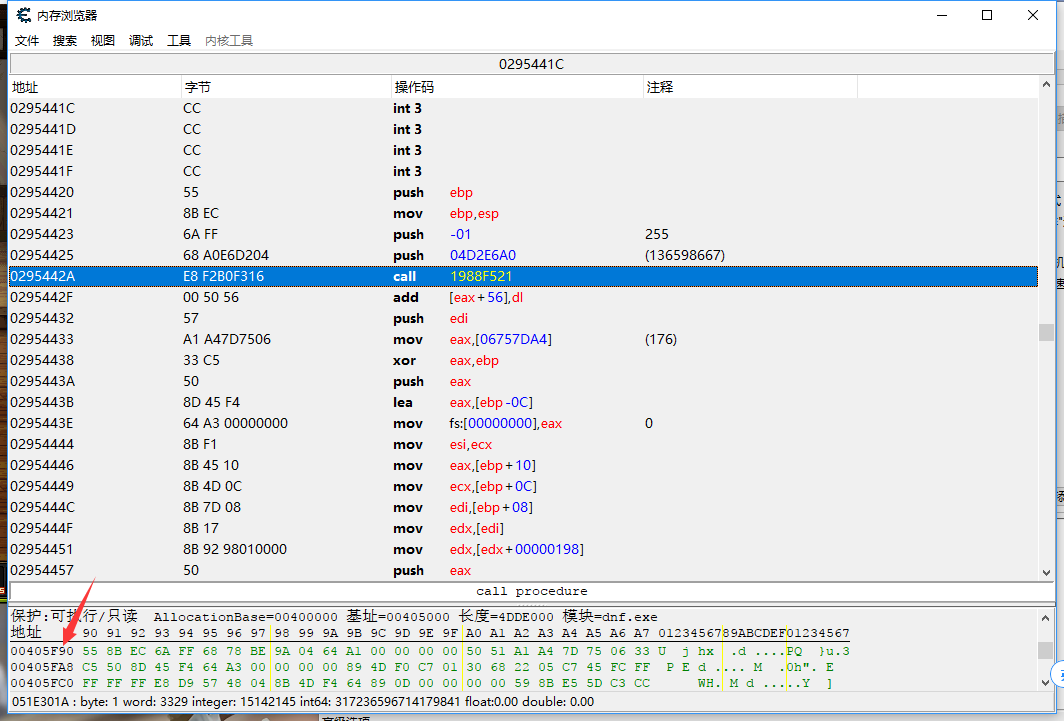 内存浏览器
文件 搜索 视图 调试 工具 内核工具
0295441C
地址 字节 操作码 注释
0295441C CC int 3
0295441D CC int 3
0295441E CC int 3
0295441F CC int 3
02954420 55 push ebp
02954421 8B EC mov ebp,esp
02954423 6A FF push -01 255
02954425 68 A0E6D204 push 04D2E6A0 (136598667)
0295442A E8 F2B0F316 call 1988F521
0295442F 00 50 56 add [eax+56],dl
02954432 57 push edi
02954433 A1 A47D7506 mov eax,[06757DA4] (176)
02954438 33 C5 xor eax,ebp
0295443A 50 push eax
0295443B 8D 45 F4 lea eax,[ebp-0C]
0295443E 64 A3 00000000 mov fs:[00000000],eax 0
02954444 8B F1 mov esi,ecx
02954446 8B 45 10 mov eax,[ebp+10]
02954449 8B 4D 0C mov ecx,[ebp+0C]
0295444C 8B 7D 08 mov edi,[ebp+08]
0295444F 8B 17 mov edx,[edi]
02954451 8B 92 98010000 mov edx,[edx+00000198]
02954457 50 push eax
call procedure
保护:可执行/只读 AllocationBase=00400000 基址=00405000 长度=4DDE000 模块=dnf.exe
地址 90 91 92 93 94 95 96 97 98 99 9A 9B 9C 9D 9E 9F A0 A1 A2 A3 A4 A5 A6 A7 0123456789ABCDEF01234567
00405F90 55 8B EC 6A FF 68 78 BE 9A 04 64 A1 00 00 00 00 50 51 A1 A4 7D 75 06 33 U j hx .d ....PQ }u.3
00405FA8 C5 50 8D 45 F4 64 A3 00 00 00 00 89 4D F0 C7 01 30 68 22 05 C7 45 FC FF P E d .... M .0h". E
00405FC0 FF FF FF E8 D9 57 48 04 8B 4D F4 64 89 0D 00 00 00 00 59 8B E5 5D C3 CC WH. M d .....Y ]
051E301A : byte: 1 word: 3329 integer: 15142145 int64: 317236596714179841 float:0.00 double: 0.00